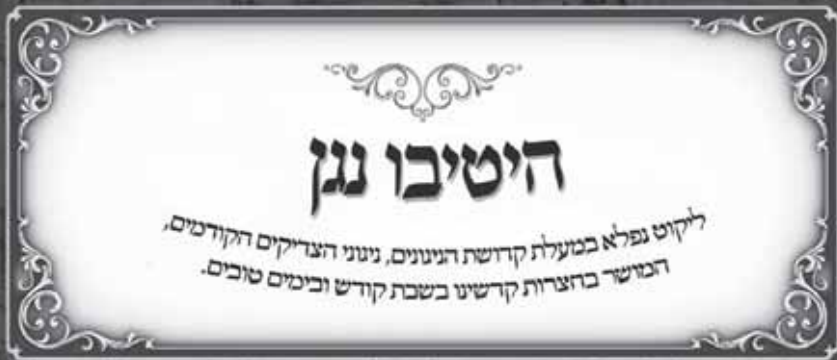 היטיבו נגן
ליקוט נפלא במעלת קדושת הניגונים, ניגוני הצדיקים הקודמים,
המושר בחצרות קדשינו בשבת קודש ובימים טובים.